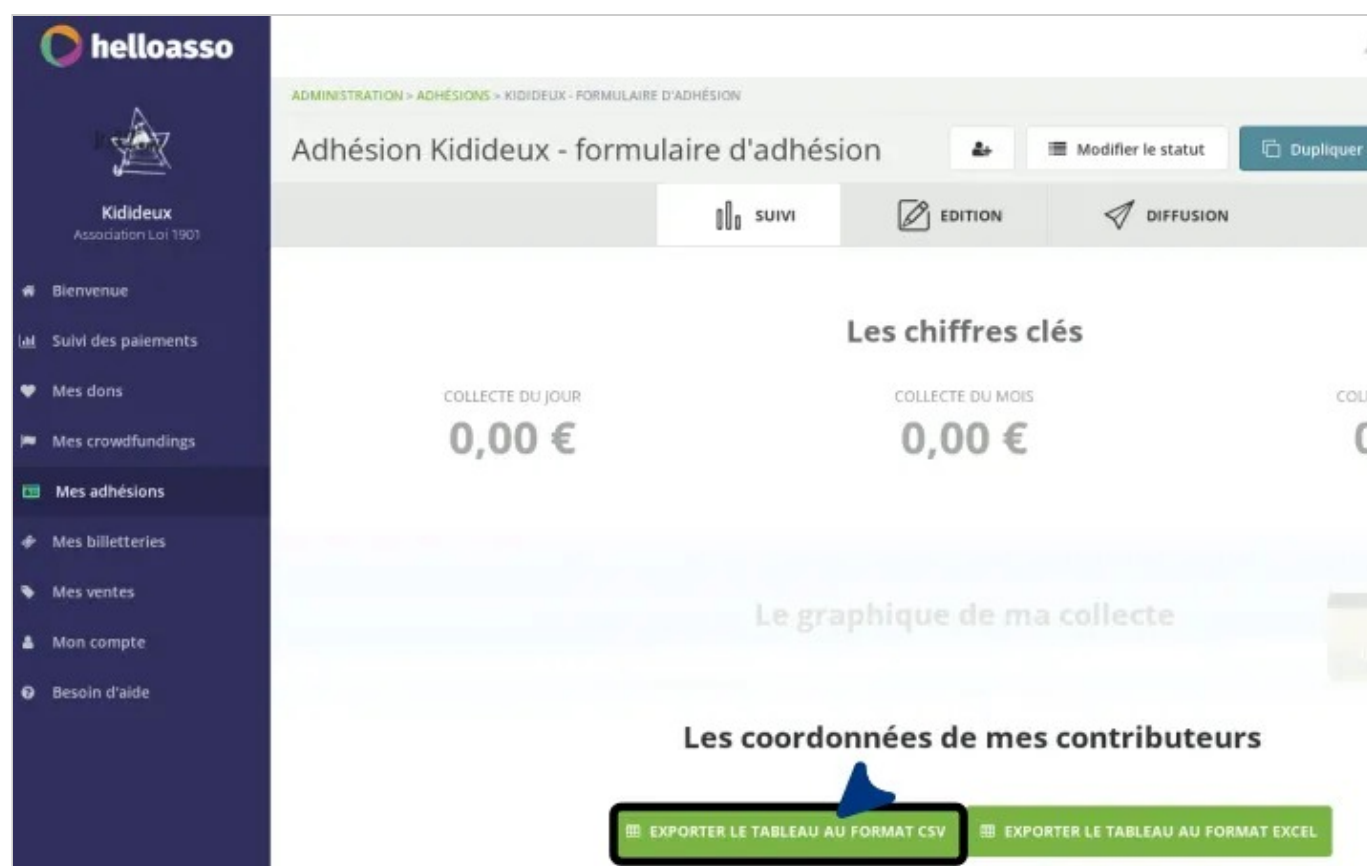 helloasso
Kidideux
Association Loi 1901
Bienvenue
Suivi des paiements
Mes dons
Mes crowdfundings
Mes adhésions
Mes billetteries
Mes ventes
Mon compte
Besoin d'aide
ADMINISTRATION > ADHÉSIONS > KIDIDEUX - FORMULAIRE D'ADHÉSION
Adhésion Kidideux - formulaire d'adhésion
Modifier le statut
Dupliquer
SUIVI
EDITION
DIFFUSION
Les chiffres clés
COLLECTE DU JOUR
0,00 €
COLLECTE DU MOIS
0,00 €
Le graphique de ma collecte
Les coordonnées de mes contributeurs
EXPORTER LE TABLEAU AU FORMAT CSV
EXPORTER LE TABLEAU AU FORMAT EXCEL